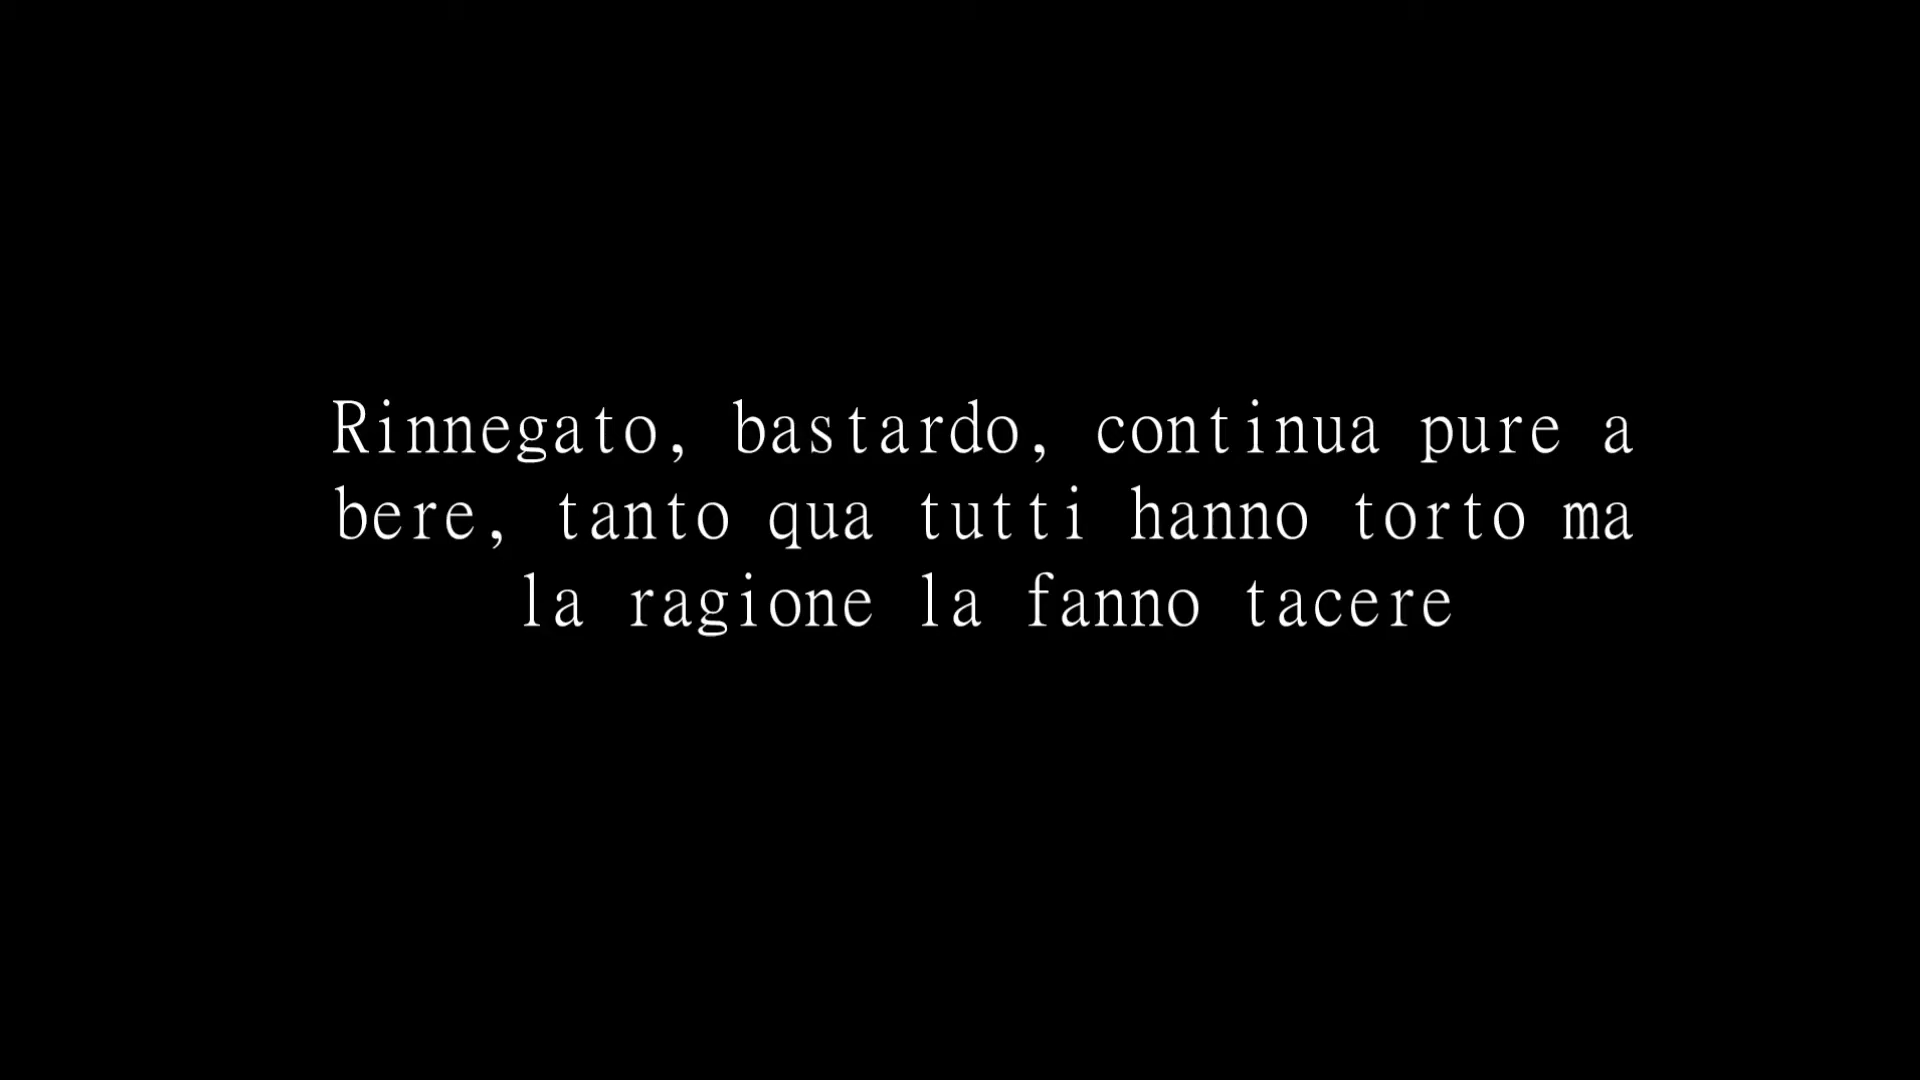 Rinnegato, bastardo, continua pure a
bere, tanto qua tutti hanno torto ma
la ragione la fanno tacere